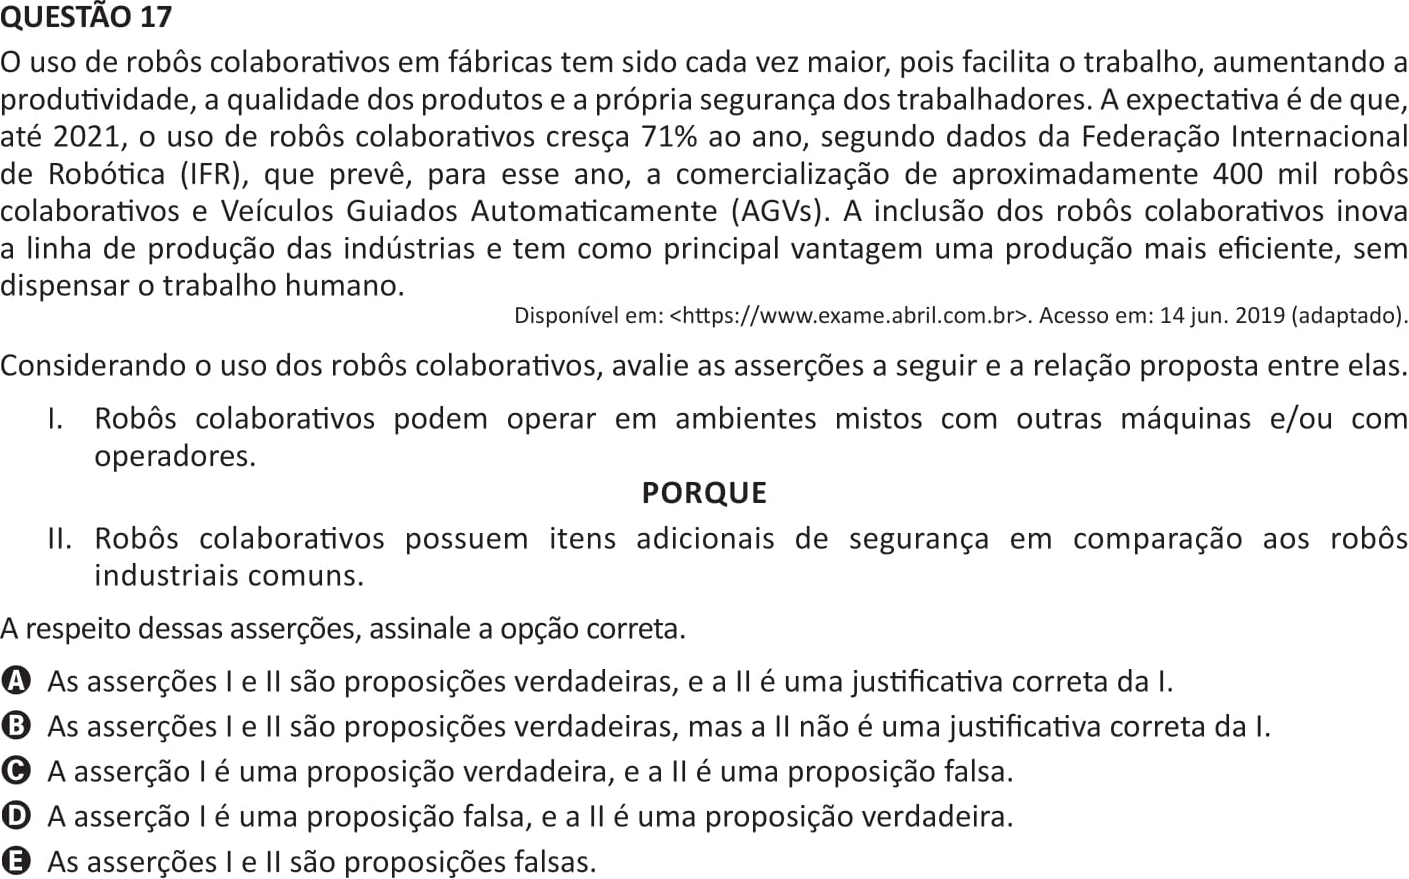 QUESTÃO 17
O uso de robôs colaborativos em fábricas tem sido cada vez maior, pois facilita o trabalho, aumentando a
produtividade, a qualidade dos produtos e a própria segurança dos trabalhadores. A expectativa é de que,
até 2021, o uso de robôs colaborativos cresça 71% ao ano, segundo dados da Federação Internacional
de Robótica (IFR), que prevê, para esse ano, a comercialização de aproximadamente 400 mil robôs
colaborativos e Veículos Guiados Automaticamente (AGVs). A inclusão dos robôs colaborativos inova
a linha de produção das indústrias e tem como principal vantagem uma produção mais eficiente, sem
dispensar o trabalho humano.
Disponível em: <https://www.exame.abril.com.br>. Acesso em: 14 jun. 2019 (adaptado).
Considerando o uso dos robôs colaborativos, avalie as asserções a seguir e a relação proposta entre elas.
I. Robôs colaborativos podem operar em ambientes mistos com outras máquinas e/ou com
operadores.
PORQUE
II. Robôs colaborativos possuem itens adicionais de segurança em comparação aos robôs
industriais comuns.
A respeito dessas asserções, assinale a opção correta.
A As asserções I e II são proposições verdadeiras, e a II é uma justificativa correta da I.
B As asserções I e II são proposições verdadeiras, mas a II não é uma justificativa correta da I.
C A asserção I é uma proposição verdadeira, e a II é uma proposição falsa.
D A asserção I é uma proposição falsa, e a II é uma proposição verdadeira.
E As asserções I e II são proposições falsas.